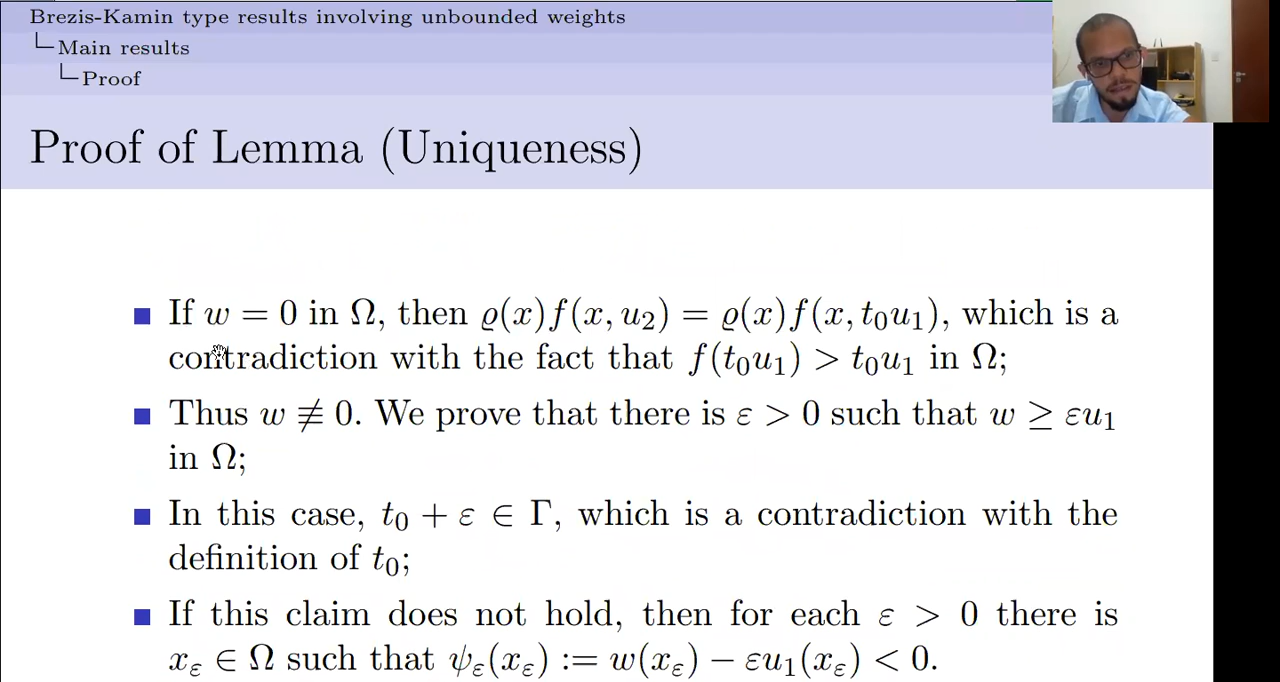 Brezis-Kamin type results involving unbounded weights
Main results
Proof
Proof of Lemma (Uniqueness)
If w = 0 in Ω, then ϱ(x)f(x, u₂) = ϱ(x)f(x, t₀u₁), which is a
contradiction with the fact that f(t₀u₁) > t₀u₁ in Ω;
Thus w ≢ 0. We prove that there is ε > 0 such that w ≥ εu₁
in Ω;
In this case, t₀ + ε ∈ Γ, which is a contradiction with the
definition of t₀;
If this claim does not hold, then for each ε > 0 there is
x_ε ∈ Ω such that ψ_ε(x_ε) := w(x_ε) − εu₁(x_ε) < 0.